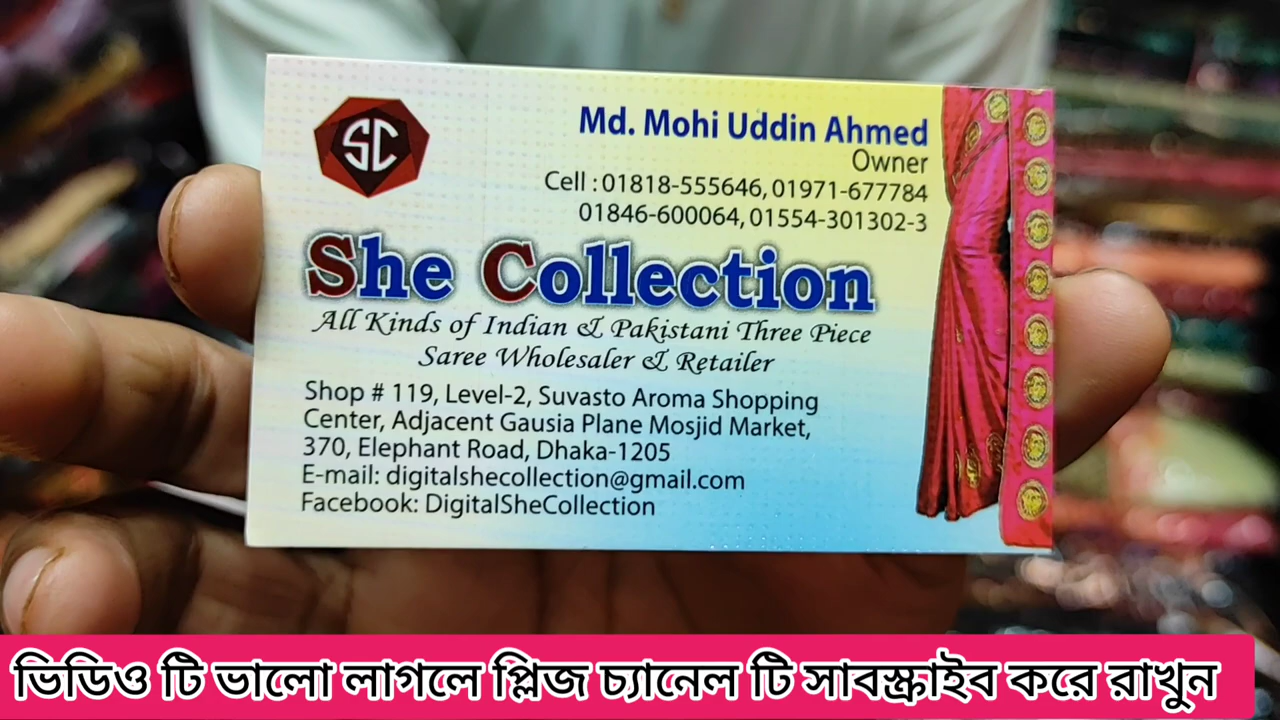 SC
Md. Mohi Uddin Ahmed
Owner
Cell : 01818-555646, 01971-677784
01846-600064, 01554-301302-3
She Collection
All Kinds of Indian & Pakistani Three Piece
Saree Wholesaler & Retailer
Shop # 119, Level-2, Suvasto Aroma Shopping
Center, Adjacent Gausia Plane Mosjid Market,
370, Elephant Road, Dhaka-1205
E-mail: digitalshecollection@gmail.com
Facebook: DigitalSheCollection
ভিডিও টি ভালো লাগলে প্লিজ চ্যানেল টি সাবস্ক্রাইব করে রাখুন